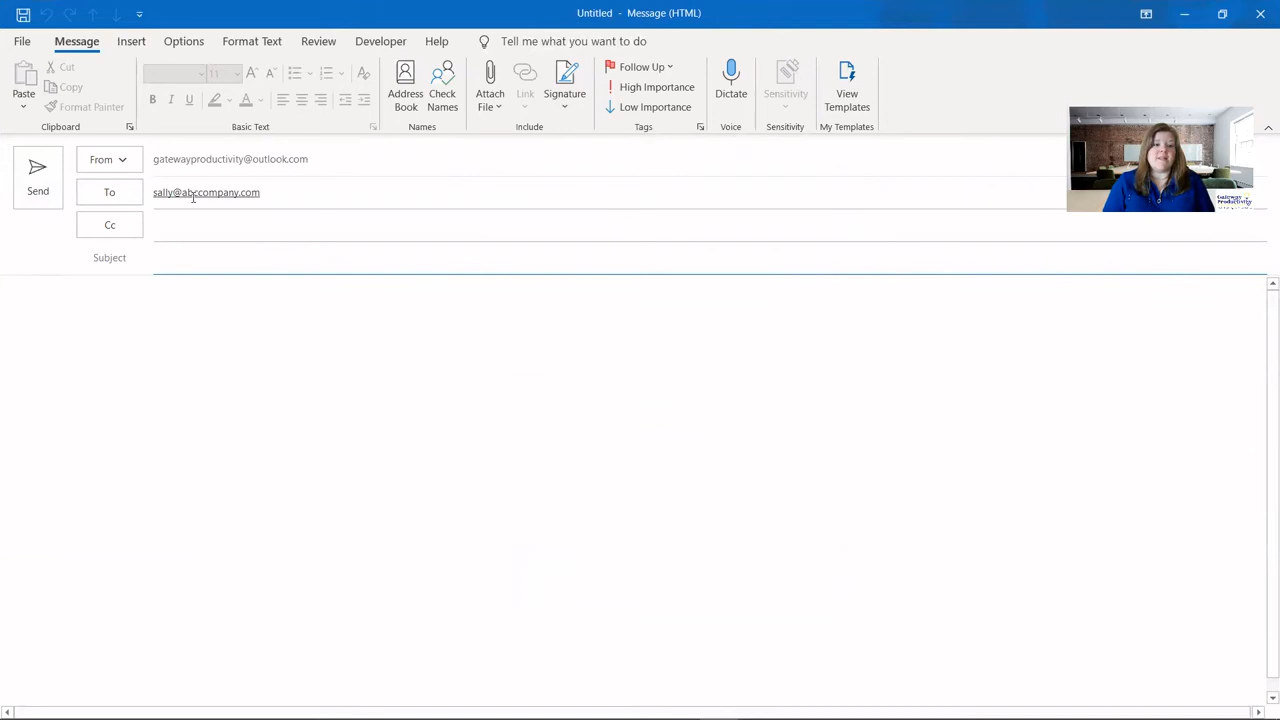 Untitled - Message (HTML)
File Message Insert Options Format Text Review Developer Help Tell me what you want to do
Paste
Cut
Copy
Format Painter
Clipboard
11
B I U A
Basic Text
Address Book
Check Names
Names
Attach File
Link
Signature
Include
Follow Up
High Importance
Low Importance
Tags
Dictate
Voice
Sensitivity
Sensitivity
View Templates
My Templates
Send
From gatewayproductivity@outlook.com
To sally@abccompany.com
Cc
Subject
Gateway
Productivity